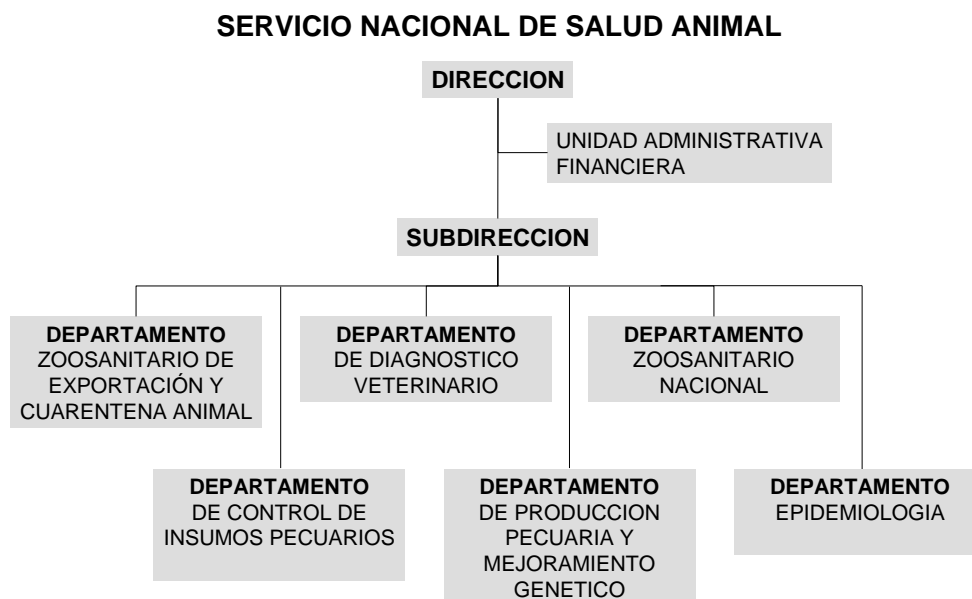 SERVICIO NACIONAL DE SALUD ANIMAL
DIRECCION
UNIDAD ADMINISTRATIVA
FINANCIERA
SUBDIRECCION
DEPARTAMENTO
ZOOSANITARIO DE
EXPORTACIÓN Y
CUARENTENA ANIMAL
DEPARTAMENTO
DE DIAGNOSTICO
VETERINARIO
DEPARTAMENTO
ZOOSANITARIO
NACIONAL
DEPARTAMENTO
DE CONTROL DE
INSUMOS PECUARIOS
DEPARTAMENTO
DE PRODUCCION
PECUARIA Y
MEJORAMIENTO
GENETICO
DEPARTAMENTO
EPIDEMIOLOGIA